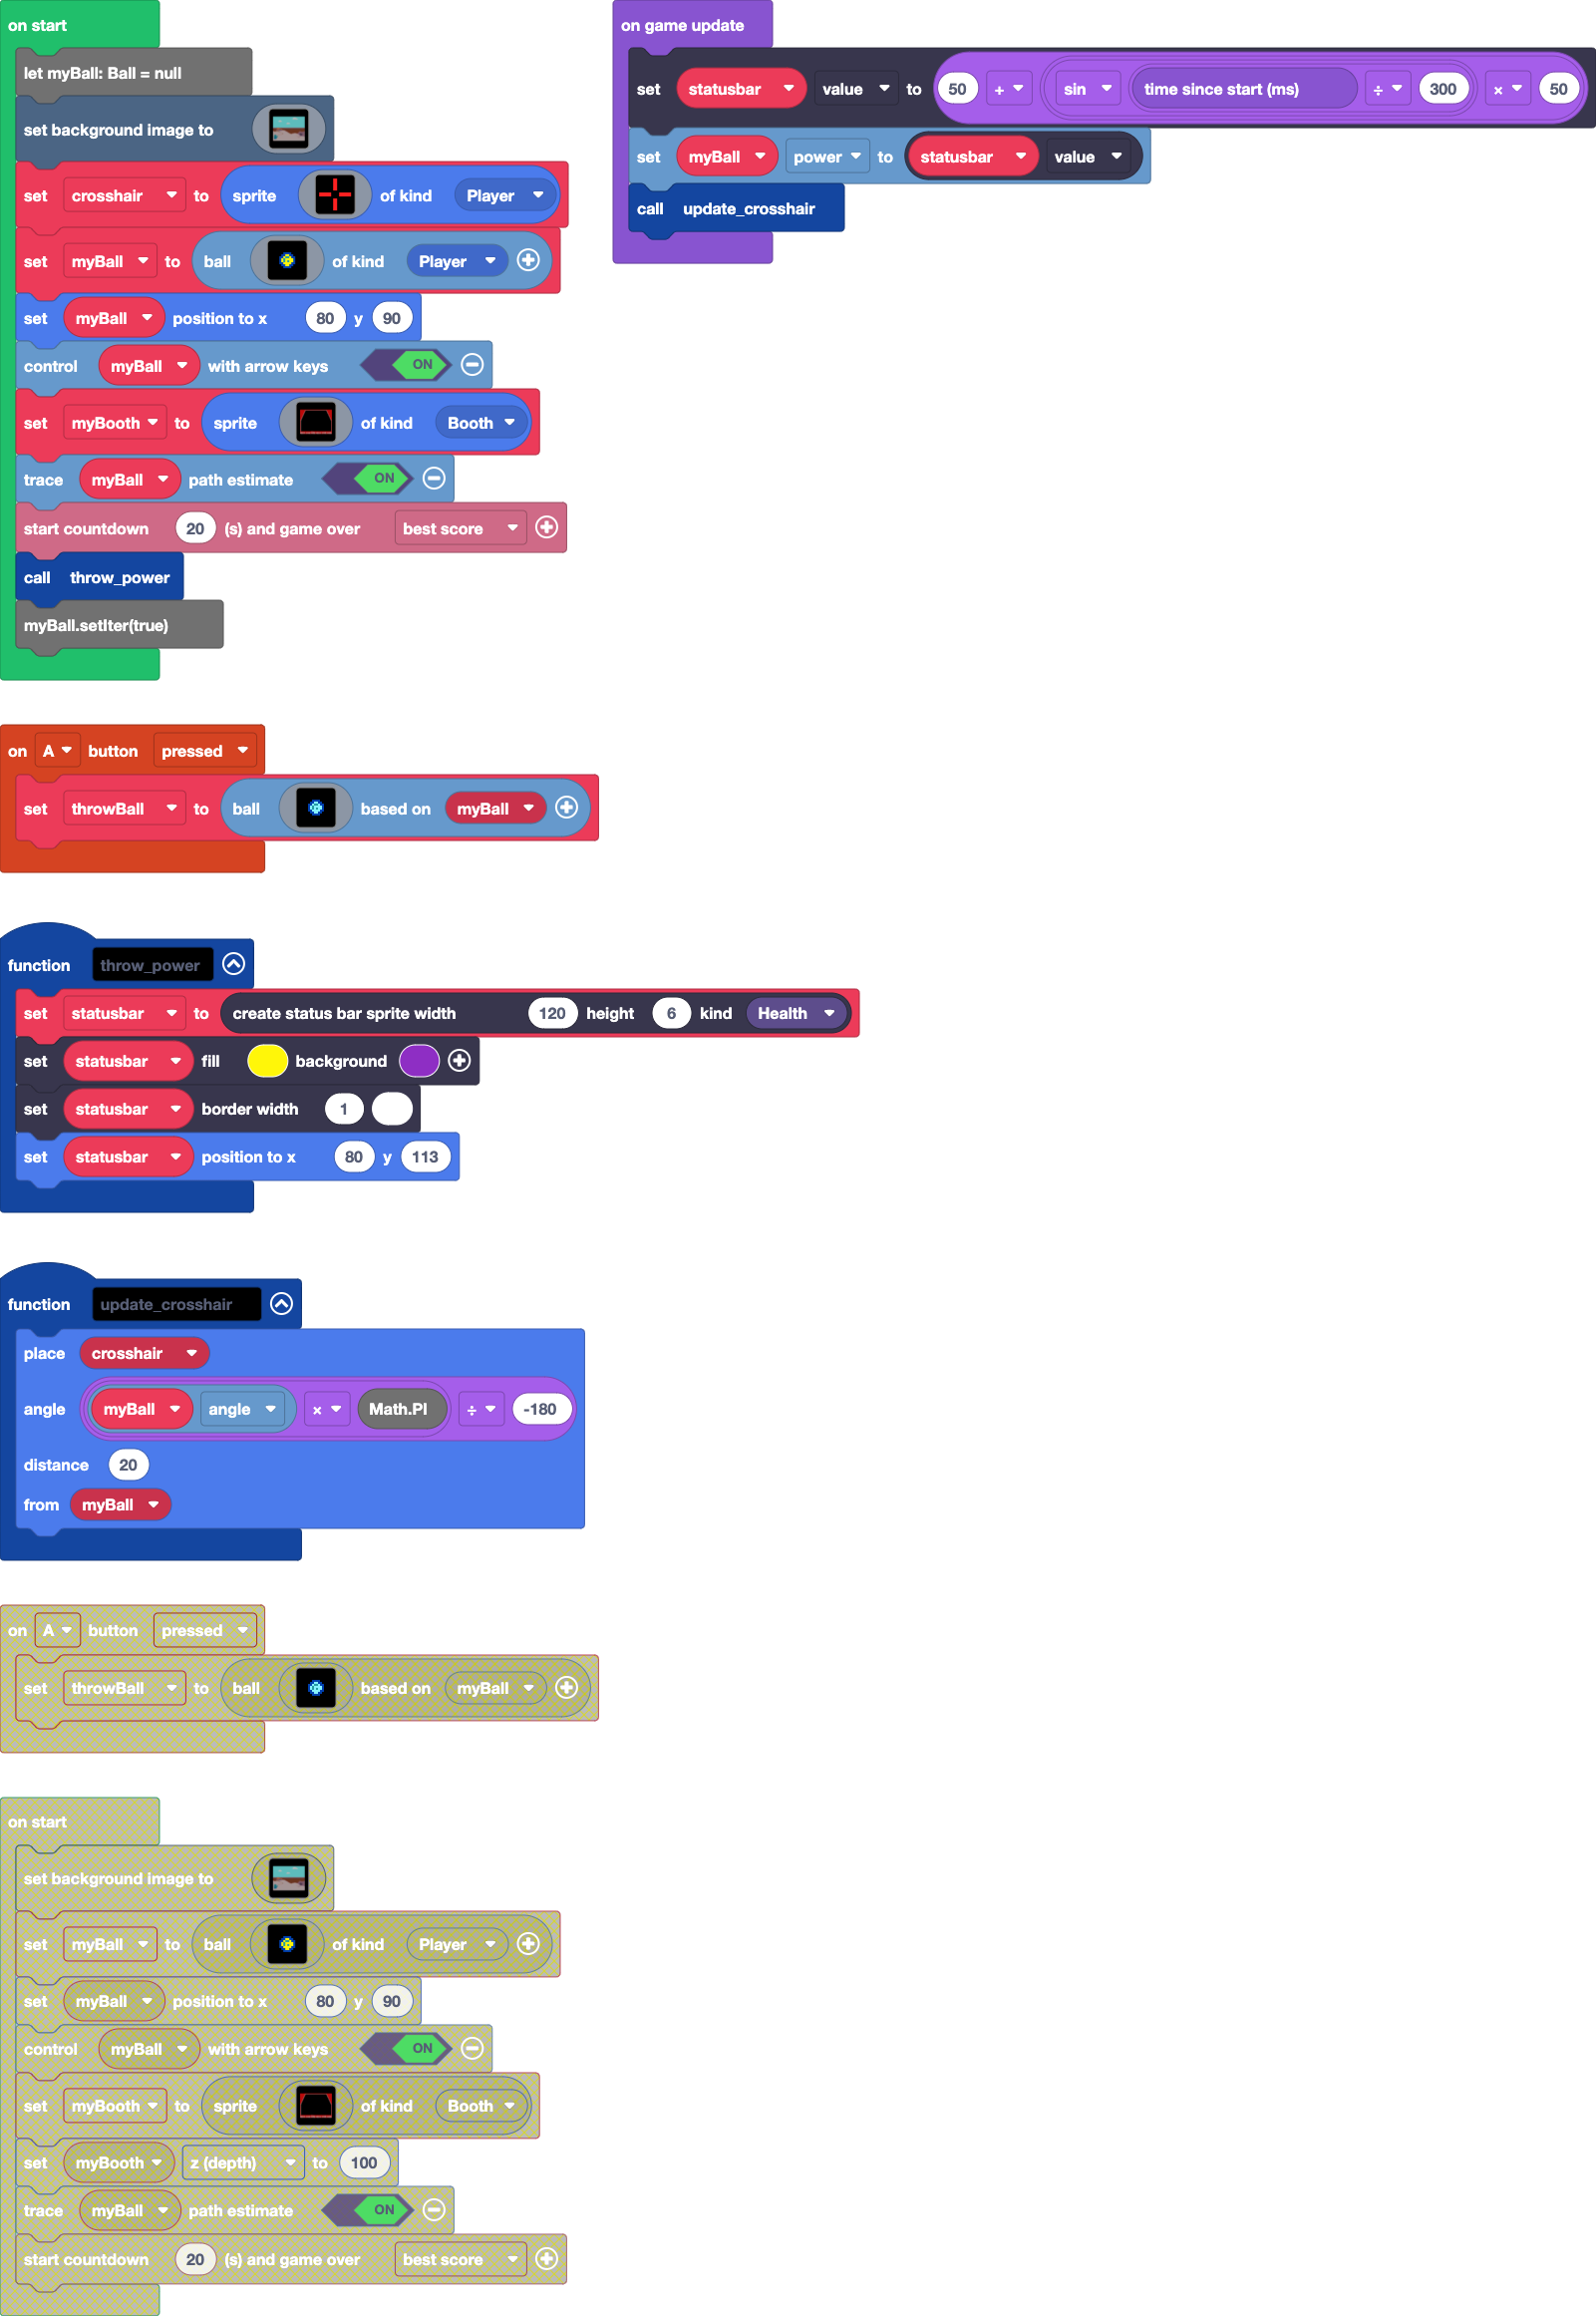 on start
let myBall: Ball = null
set background image to
set crosshair to sprite of kind Player
set myBall to ball of kind Player
set myBall position to x 80 y 90
control myBall with arrow keys ON
set myBooth to sprite of kind Booth
trace myBall path estimate ON
start countdown 20 (s) and game over best score
call throw_power
myBall.setIter(true)
on game update
set statusbar value to 50 + sin time since start (ms) ÷ 300 × 50
set myBall power to statusbar value
call update_crosshair
on A button pressed
set throwBall to ball based on myBall
function throw_power
set statusbar to create status bar sprite width 120 height 6 kind Health
set statusbar fill background
set statusbar border width 1
set statusbar position to x 80 y 113
function update_crosshair
place crosshair
angle myBall angle × Math.PI ÷ -180
distance 20
from myBall
on A button pressed
set throwBall to ball based on myBall
on start
set background image to
set myBall to ball of kind Player
set myBall position to x 80 y 90
control myBall with arrow keys ON
set myBooth to sprite of kind Booth
set myBooth z (depth) to 100
trace myBall path estimate ON
start countdown 20 (s) and game over best score